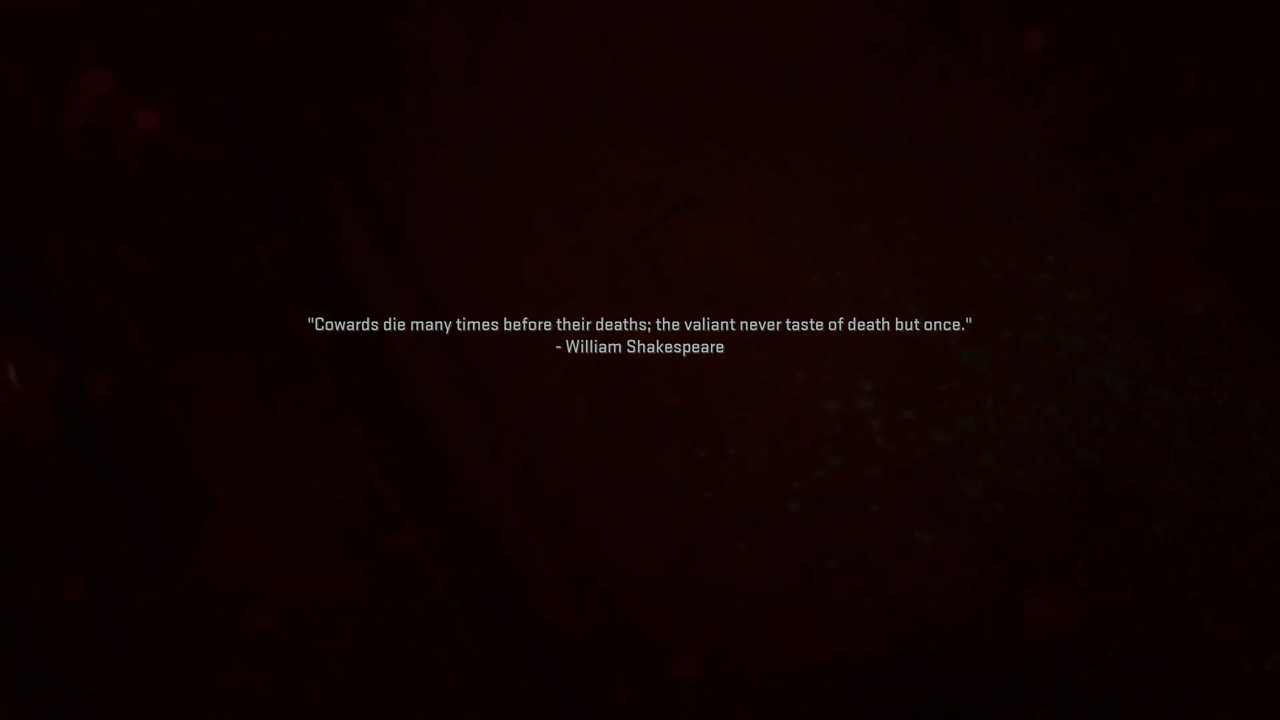 "Cowards die many times before their deaths; the valiant never taste of death but once."
- William Shakespeare